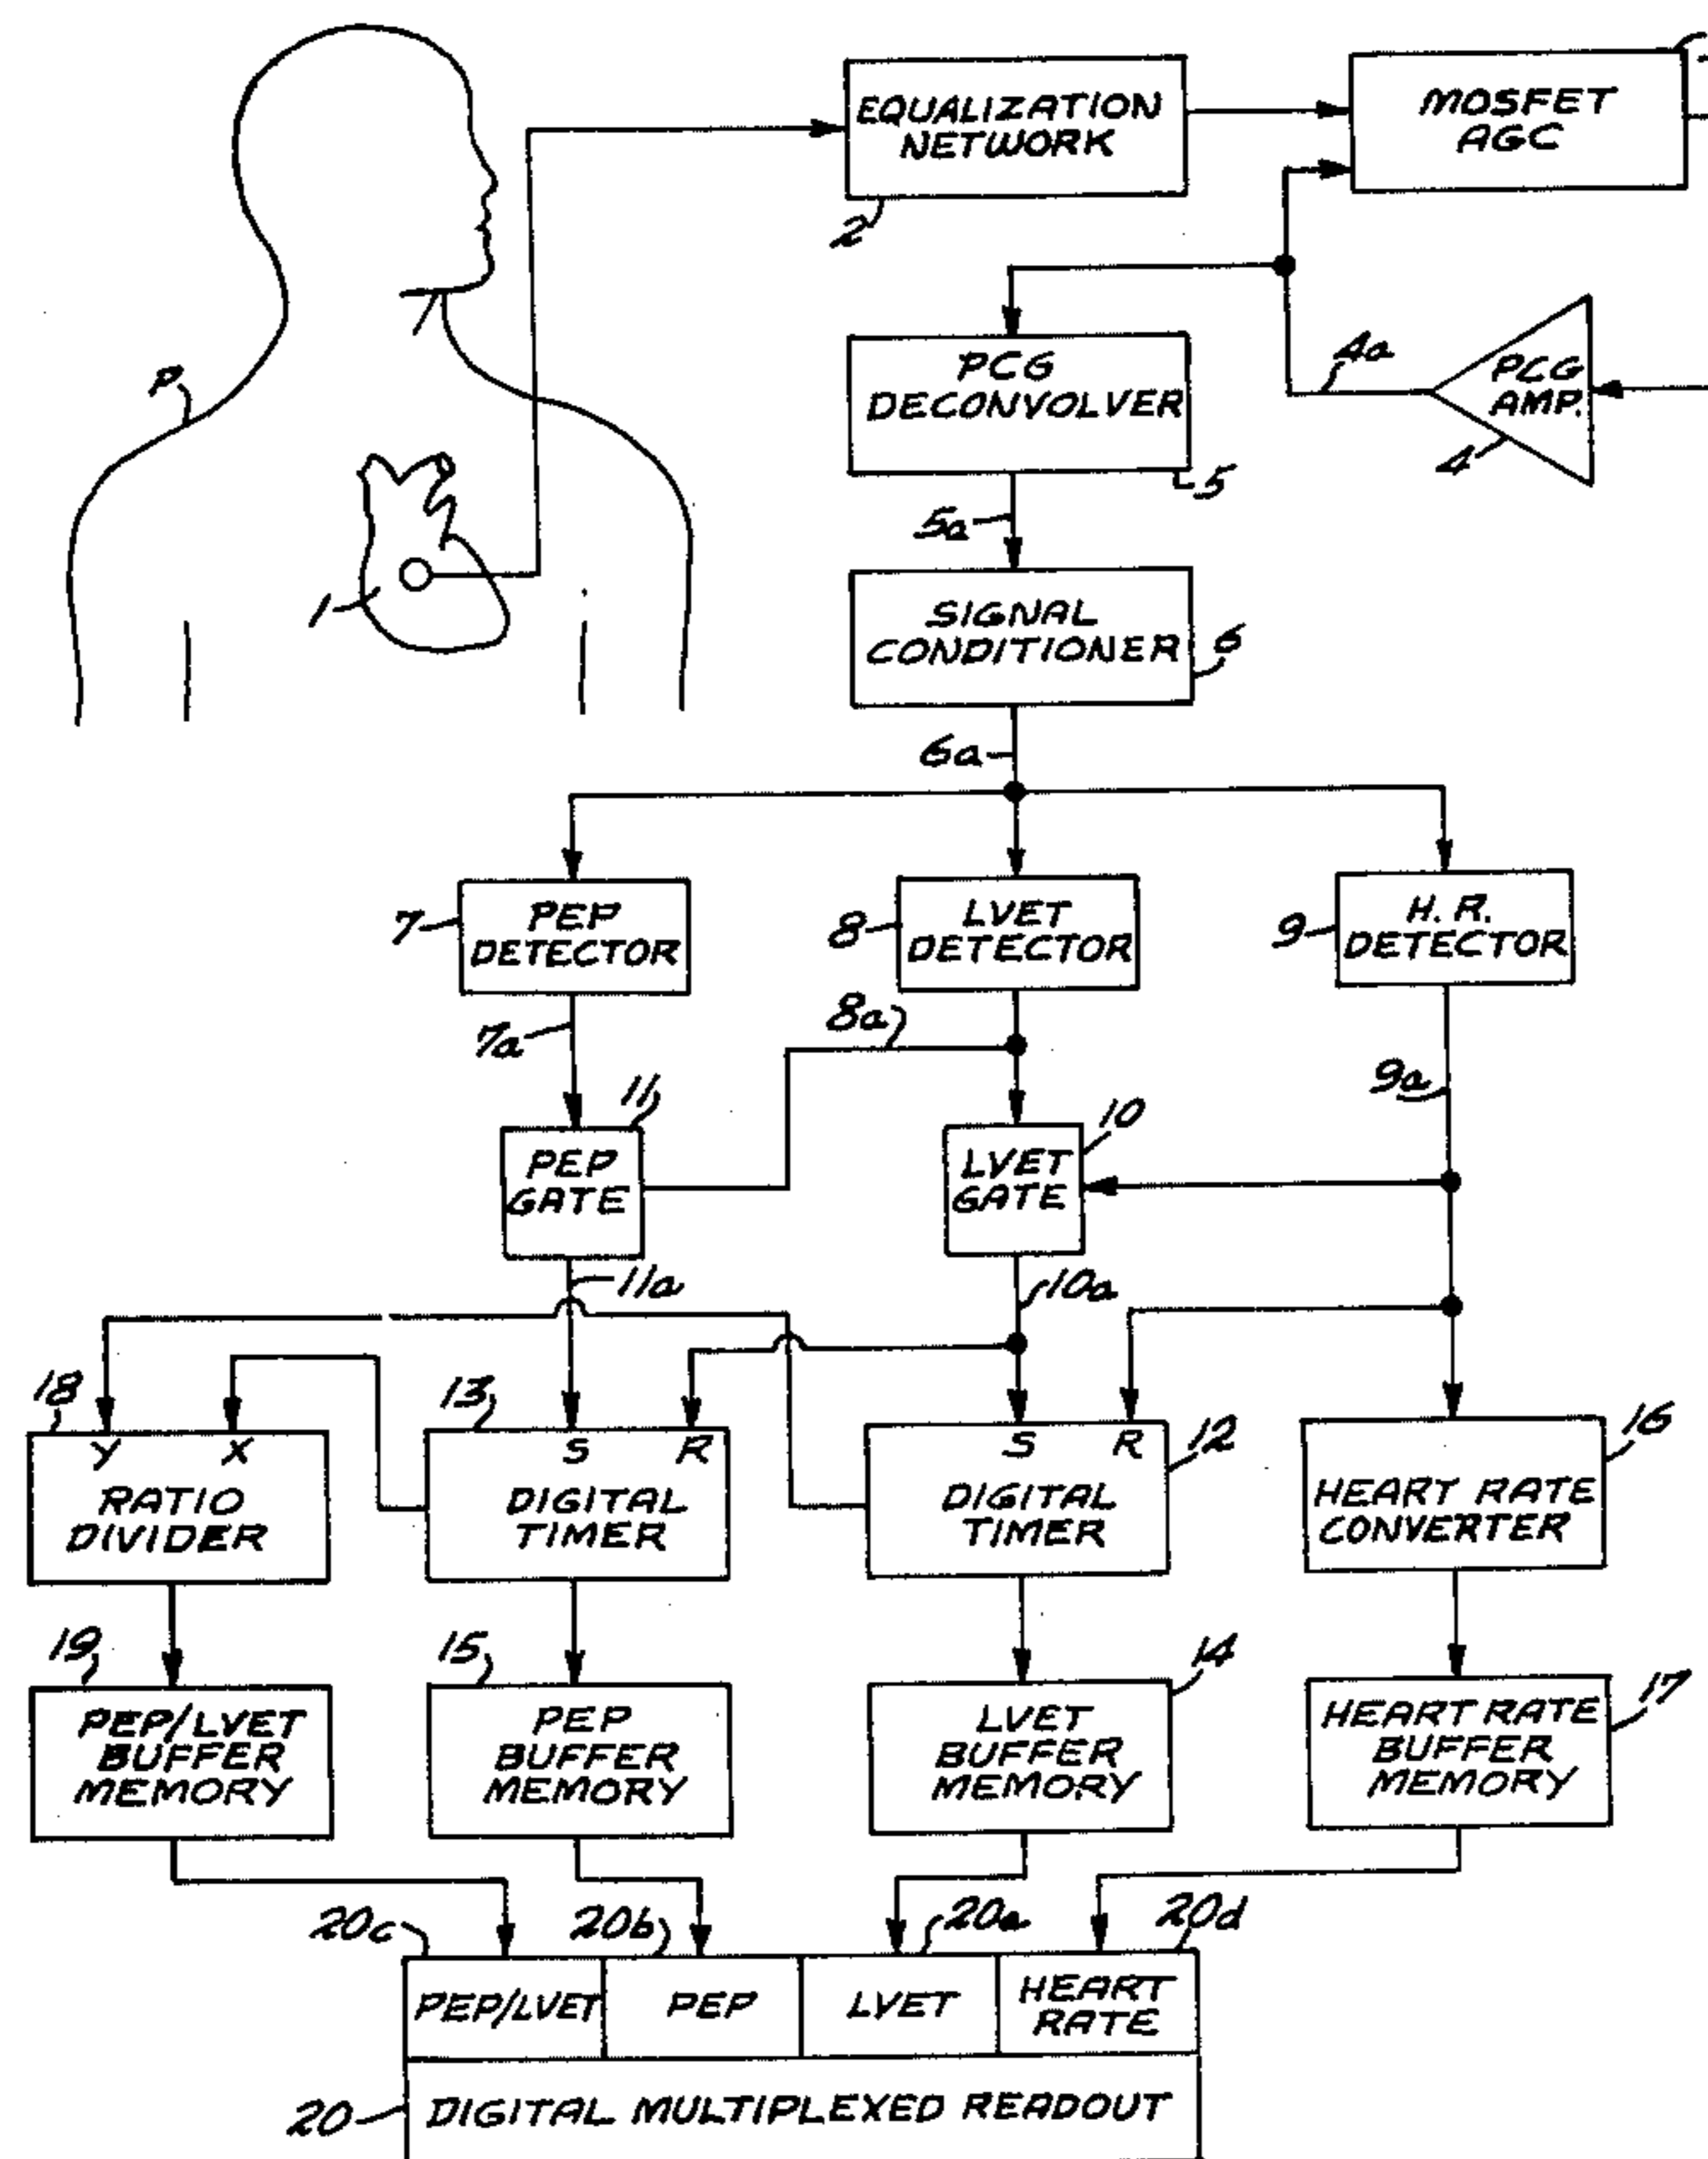 EQUALIZATION
NETWORK
2
MOSFET
AGC
P
1
PCG
DECONVOLVER
5
4a
PCG
AMP.
4
5a
SIGNAL
CONDITIONER
6
6a
7
PEP
DETECTOR
8
LVET
DETECTOR
9
H. R.
DETECTOR
7a
8a
9a
11
PEP
GATE
10
LVET
GATE
11a
10a
18
Y X
RATIO
DIVIDER
13
S R
DIGITAL
TIMER
12
S R
DIGITAL
TIMER
16
HEART RATE
CONVERTER
19
PEP/LVET
BUFFER
MEMORY
15
PEP
BUFFER
MEMORY
14
LVET
BUFFER
MEMORY
17
HEART RATE
BUFFER
MEMORY
20c
20b
20a
20d
PEP/LVET
PEP
LVET
HEART
RATE
20
DIGITAL MULTIPLEXED READOUT